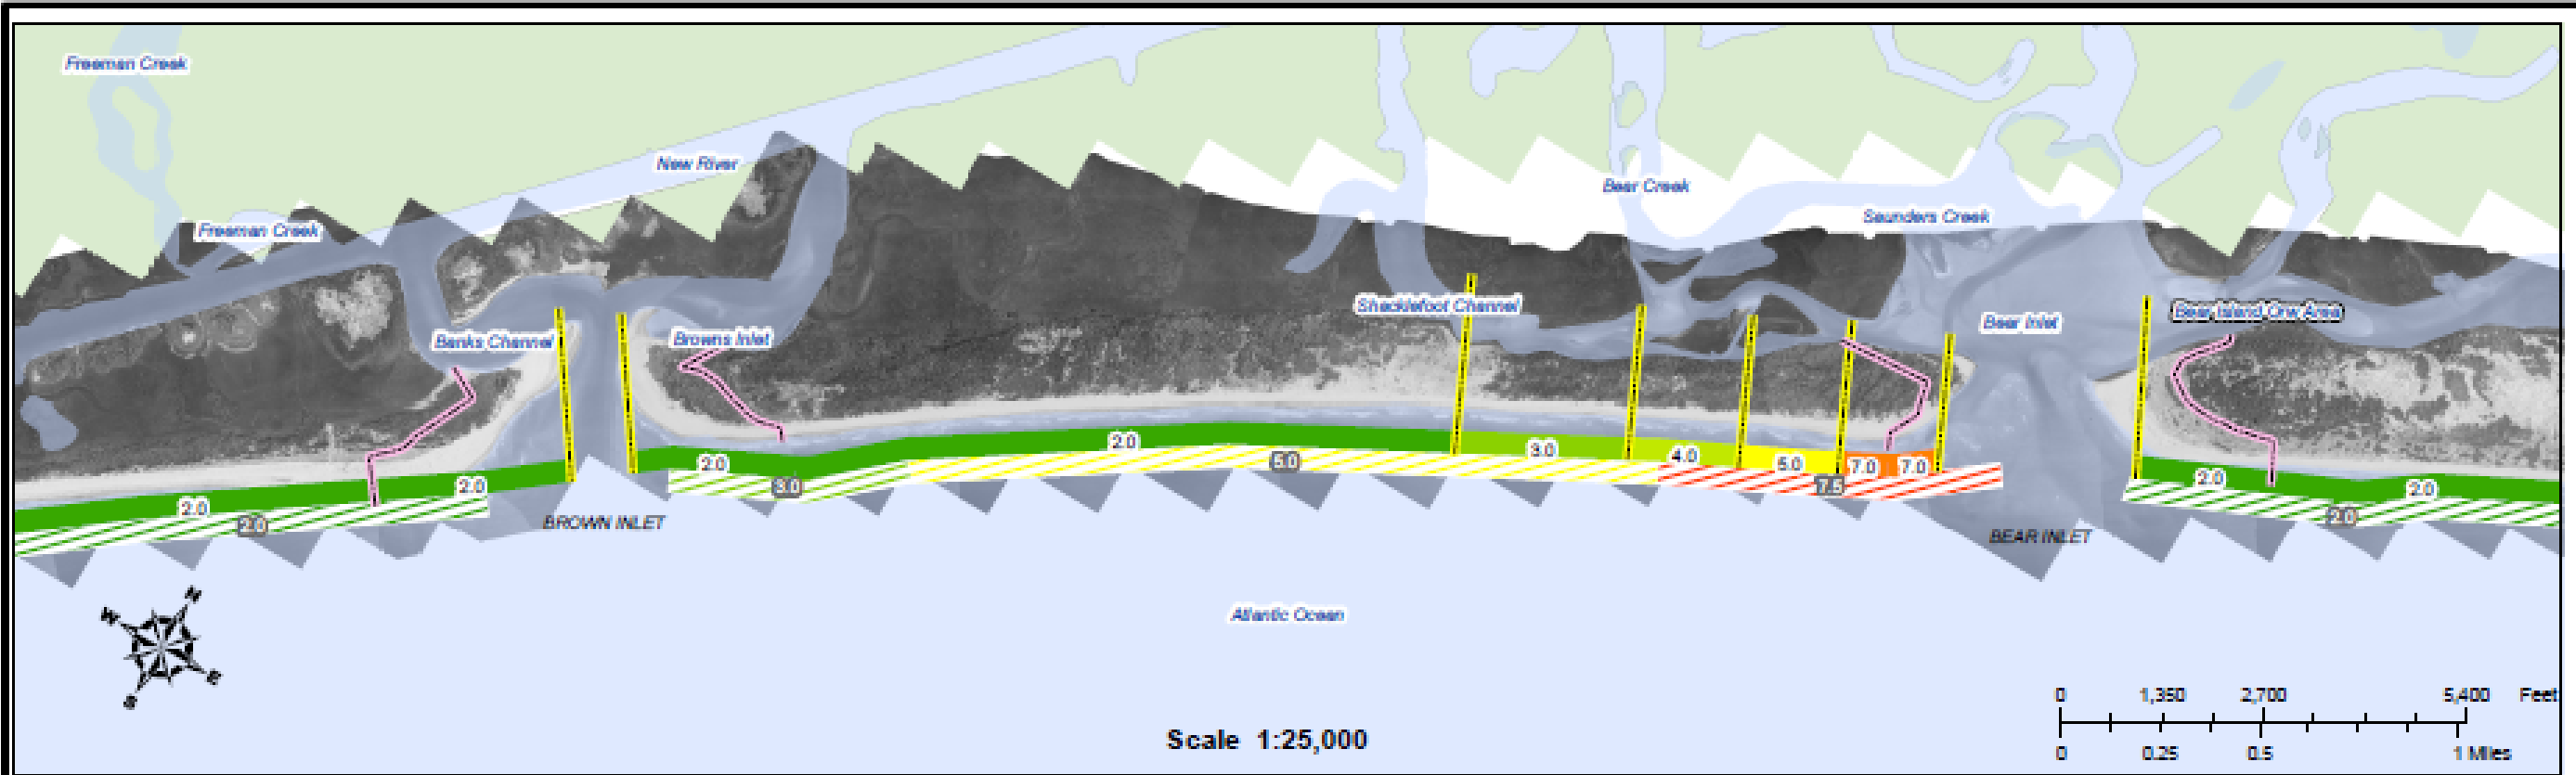 Freeman Creek
New River
Bear Creek
Saunders Creek
Freeman Creek
Shacklefoot Channel
Bear Island Orw Area
Bear Inlet
Banks Channel
Browns Inlet
2.0
2.0
2.0
2.0
3.0
4.0
5.0
7.0
7.0
2.0
2.0
2.0
3.0
5.0
7.5
2.0
BROWN INLET
BEAR INLET
Atlantic Ocean
N
W
E
S
Scale 1:25,000
0 1,350 2,700 5,400 Feet
0 0.25 0.5 1 Miles